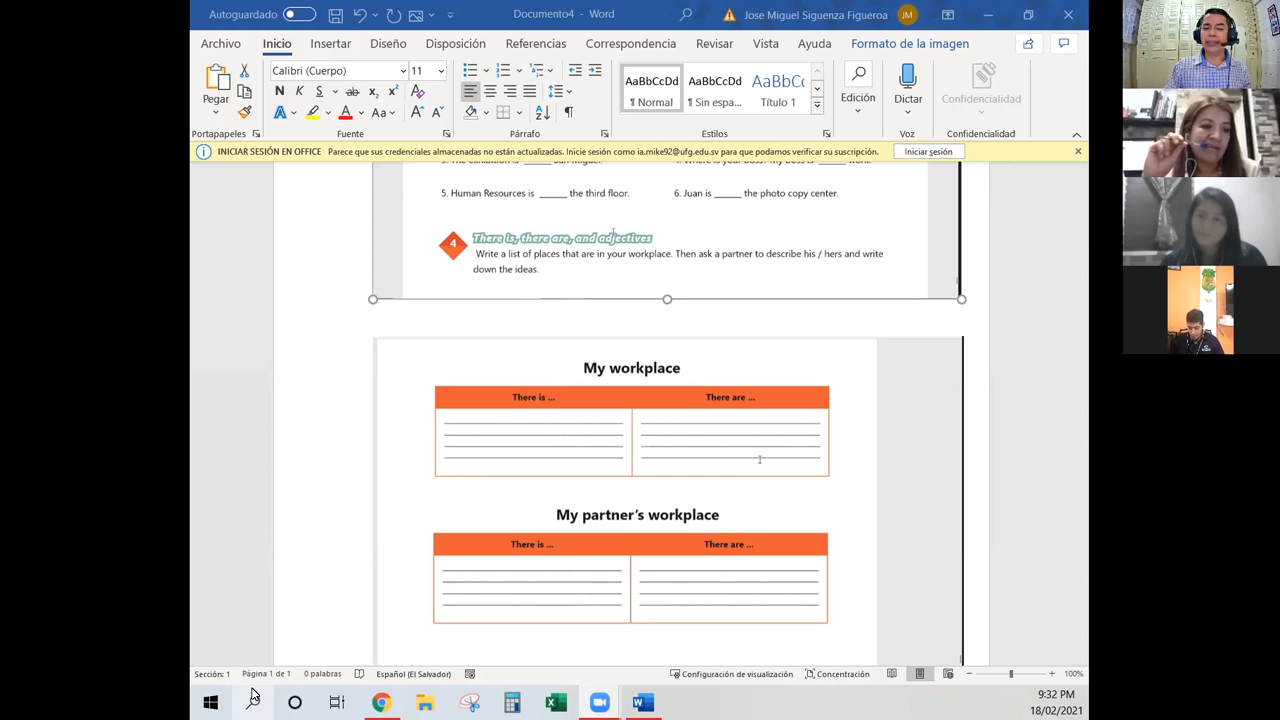 Autoguardado
Documento4 - Word
Jose Miguel Siguenza Figueroa
JM
Archivo Inicio Insertar Diseño Disposición Referencias Correspondencia Revisar Vista Ayuda Formato de la imagen
Pegar
Calibri (Cuerpo) 11
N K S ab x₂ x²
A A Aa A A
AaBbCcDd AaBbCcDd AaBbCc
¶ Normal ¶ Sin espa... Título 1
Edición
Dictar
Confidencialidad
Portapapeles Fuente Párrafo Estilos Voz Confidencialidad
INICIAR SESIÓN EN OFFICE Parece que sus credenciales almacenadas no están actualizadas. Inicie sesión como ia.mike92@ufg.edu.sv para que podamos verificar su suscripción. Iniciar sesión
5. Human Resources is ______ the third floor. 6. Juan is ______ the photo copy center.
4 There is, there are, and adjectives
Write a list of places that are in your workplace. Then ask a partner to describe his / hers and write
down the ideas.
My workplace
There is ... There are ...
My partner's workplace
There is ... There are ...
Sección: 1 Página 1 de 1 0 palabras Español (El Salvador) Configuración de visualización Concentración 100%
9:32 PM
18/02/2021